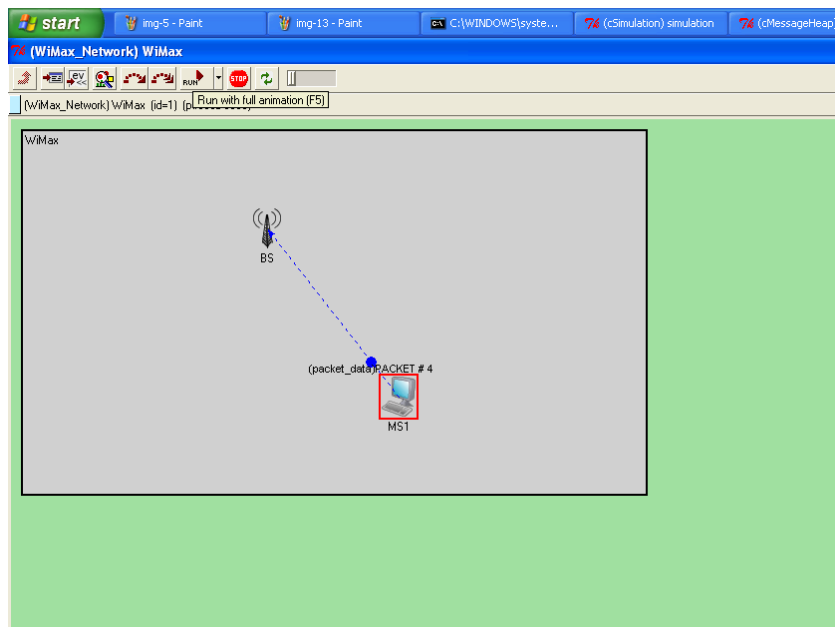 start
img-5 - Paint
img-13 - Paint
C:\WINDOWS\syste...
(cSimulation) simulation
(cMessageHeap)
(WiMax_Network) WiMax
RUN
STOP
(WiMax_Network) WiMax (id=1)
Run with full animation (F5)
WiMax
BS
(packet_data)PACKET # 4
MS1